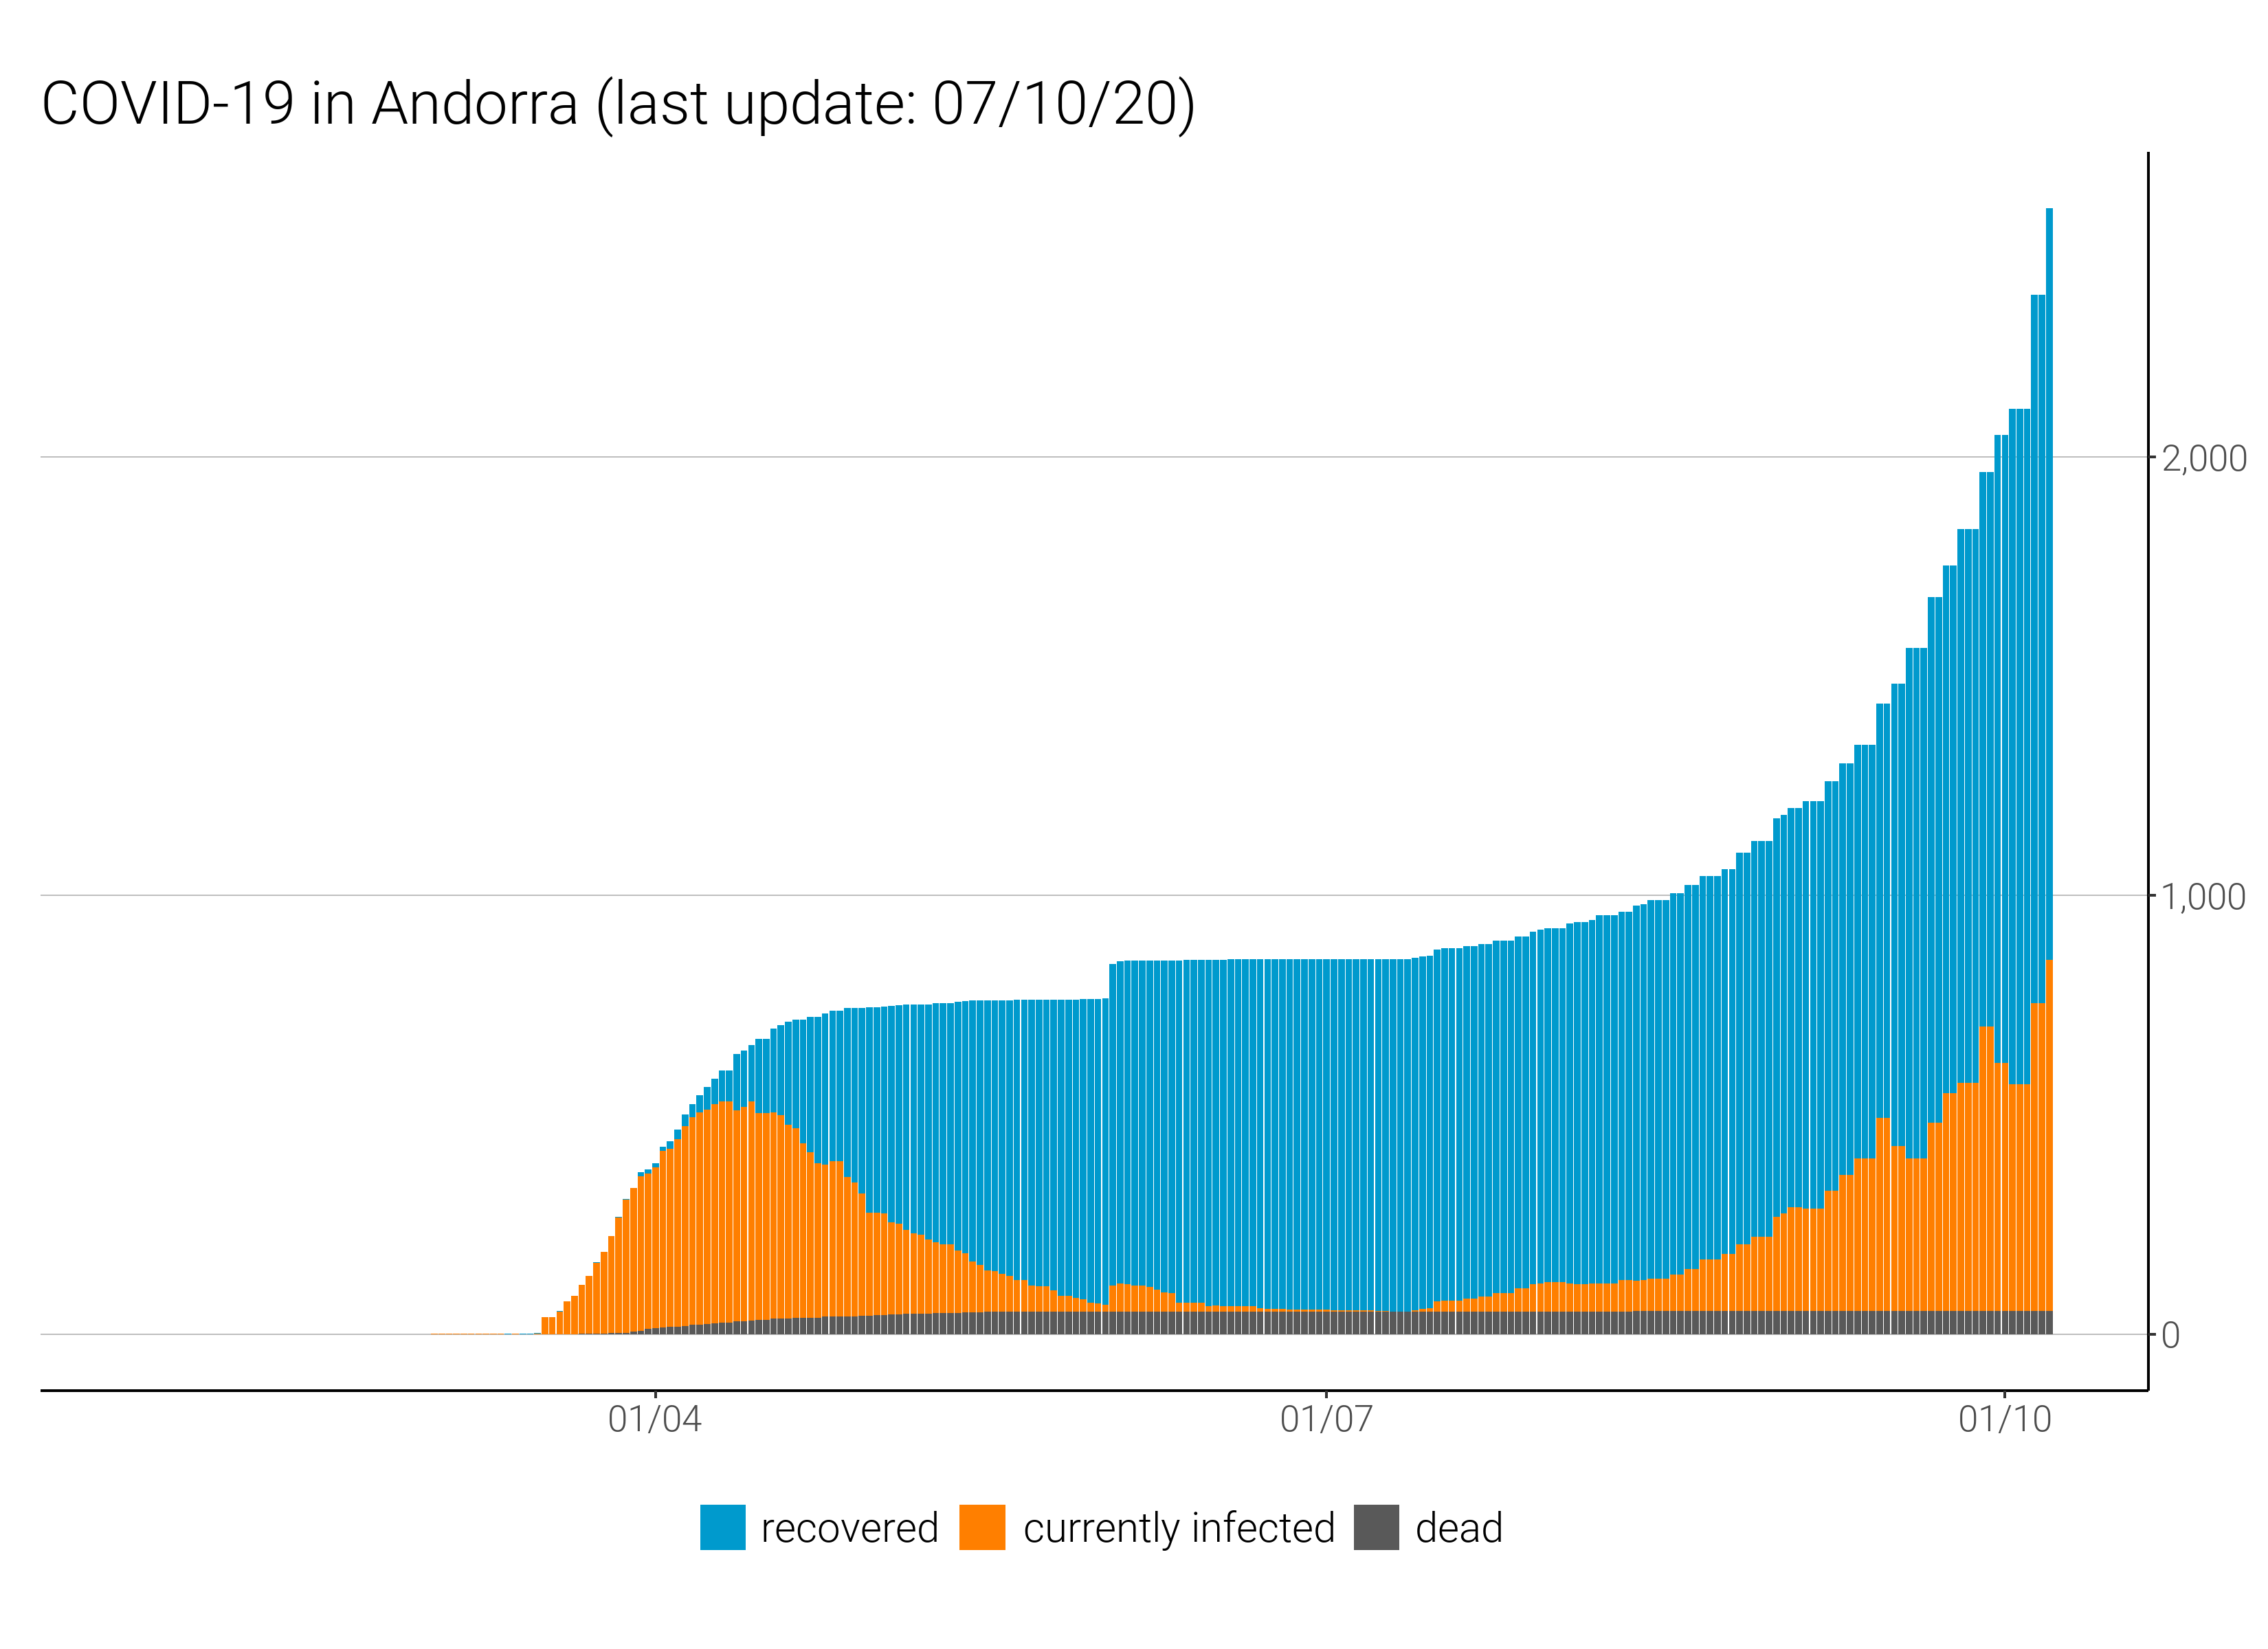 COVID-19 in Andorra (last update: 07/10/20)
2,000
1,000
0
01/04 01/07 01/10
recovered currently infected dead